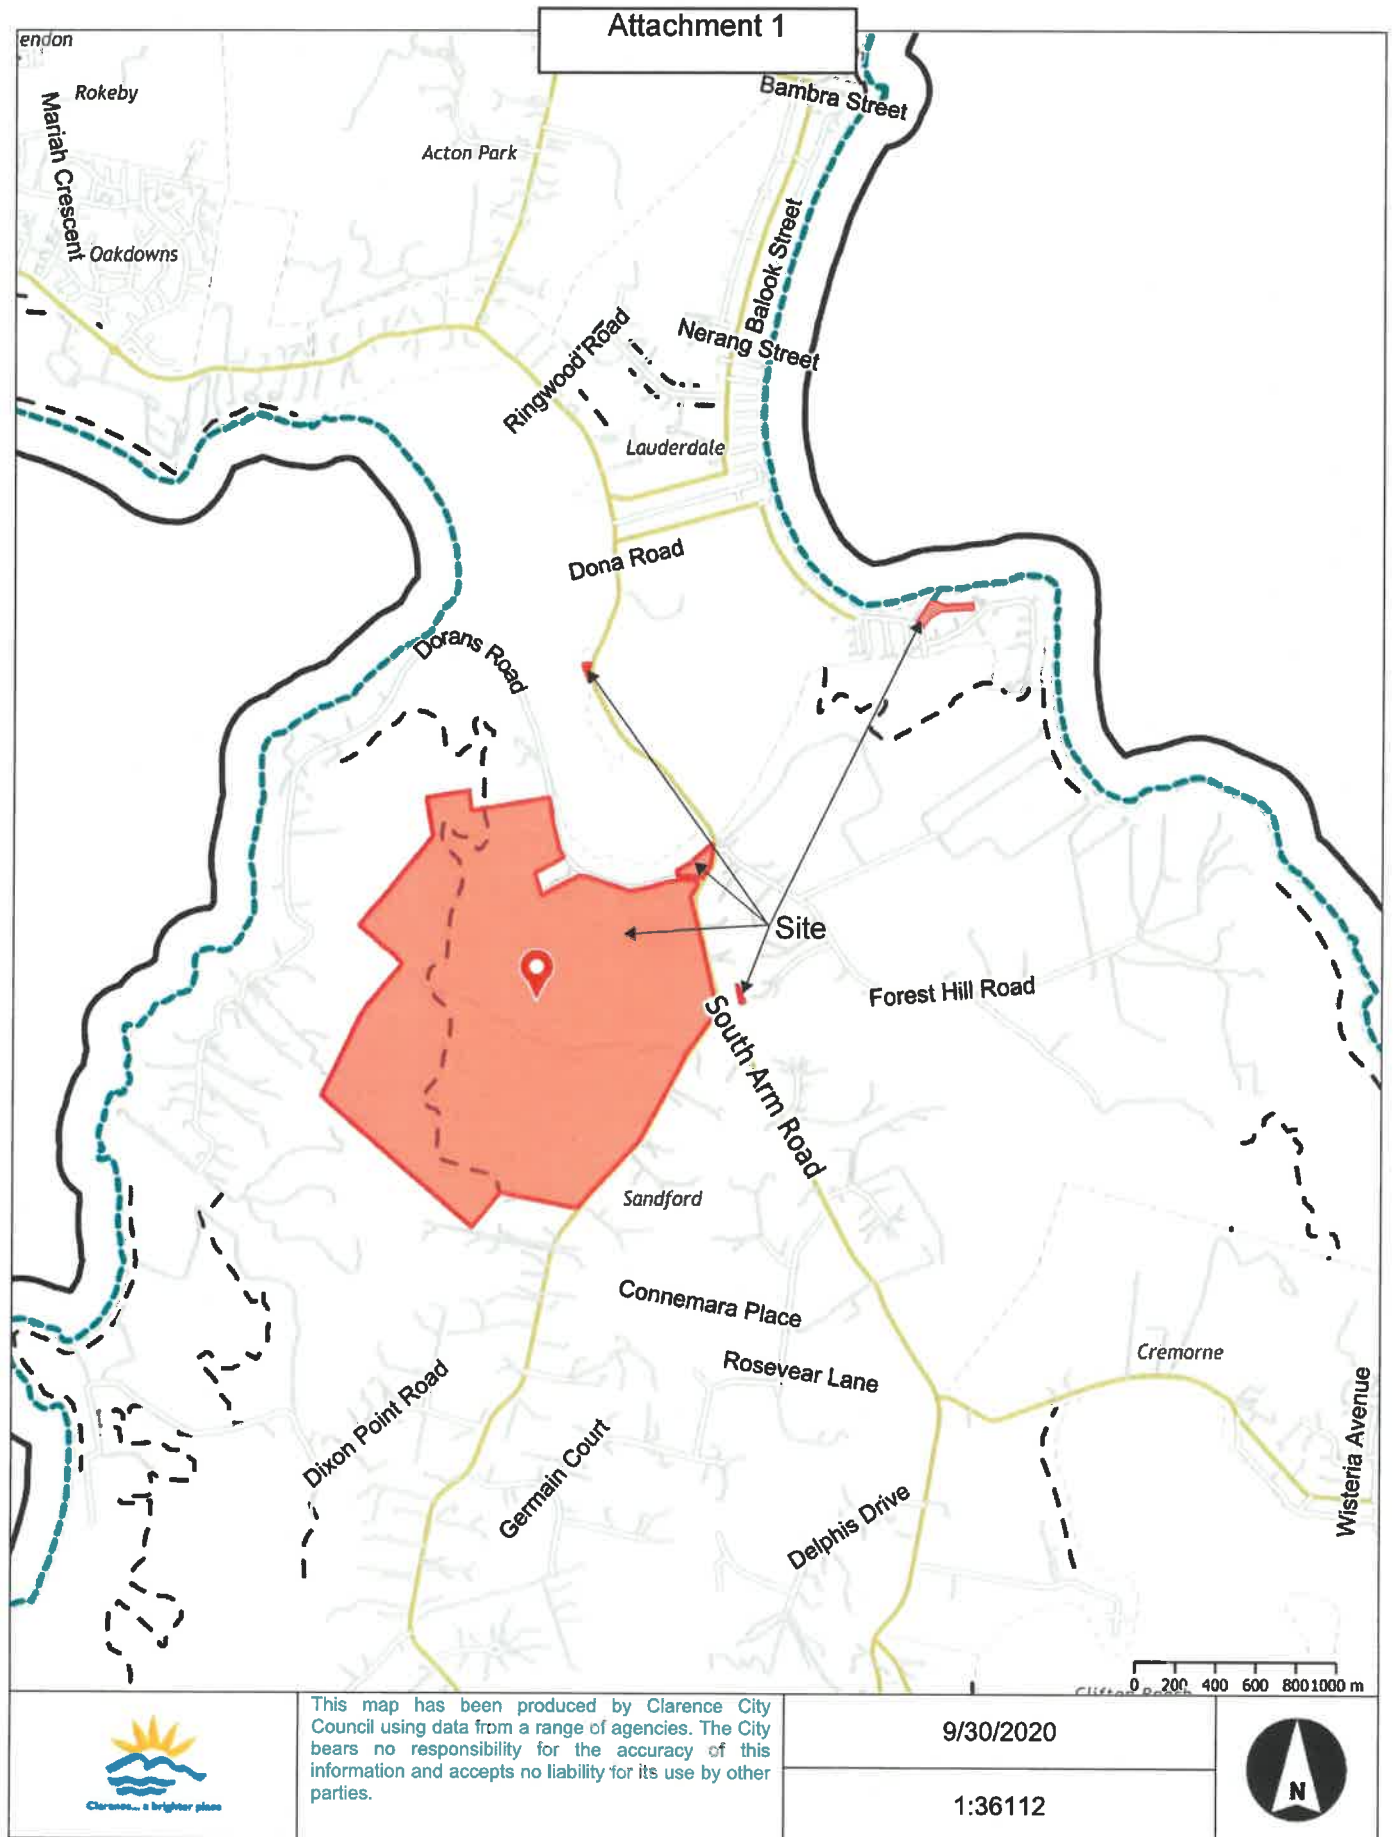 Attachment 1
endon
Rokeby
Mariah Crescent
Oakdowns
Acton Park
Bambra Street
Balook Street
Nerang Street
Ringwood Road
Lauderdale
Dona Road
Dorans Road
Site
Forest Hill Road
South Arm Road
Sandford
Connemara Place
Rosevear Lane
Cremorne
Wisteria Avenue
Dixon Point Road
Germain Court
Delphis Drive
0 200 400 600 800 1000 m
This map has been produced by Clarence City
Council using data from a range of agencies. The City
bears no responsibility for the accuracy of this
information and accepts no liability for its use by other
parties.
Clarence... a brighter place
9/30/2020
1:36112
N